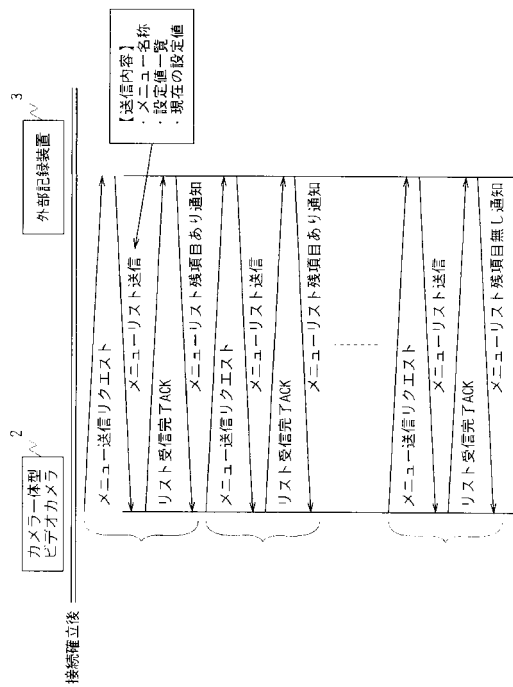 接続確立後
2
カメラ一体型
ビデオカメラ
3
外部記録装置
メニュー送信リクエスト
メニューリスト送信
【送信内容】
・メニュー名称
・設定値一覧
・現在の設定値
リスト受信完了ACK
メニューリスト残項目あり通知
メニュー送信リクエスト
メニューリスト送信
リスト受信完了ACK
メニューリスト残項目あり通知
メニュー送信リクエスト
メニューリスト送信
リスト受信完了ACK
メニューリスト残項目無し通知